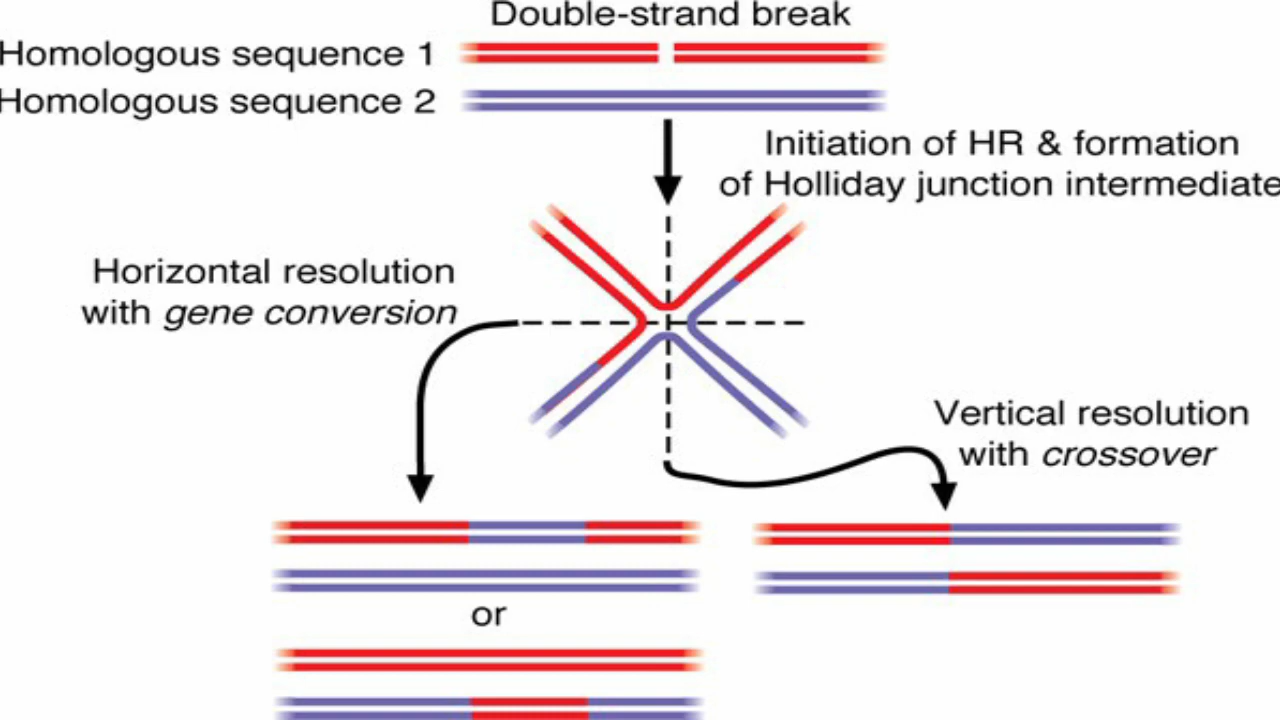 Double-strand break
Homologous sequence 1
Homologous sequence 2
Initiation of HR & formation
of Holliday junction intermediate
Horizontal resolution
with gene conversion
Vertical resolution
with crossover
or